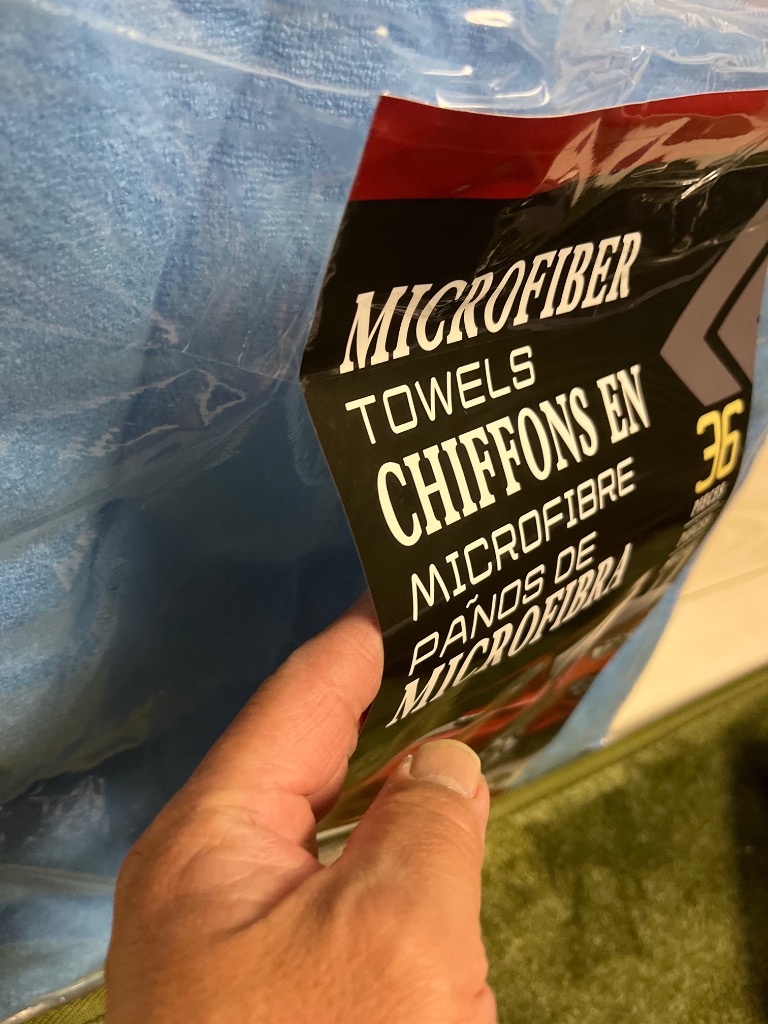 MICROFIBER
TOWELS
CHIFFONS EN
MICROFIBRE
PAÑOS DE
MICROFIBRA
36